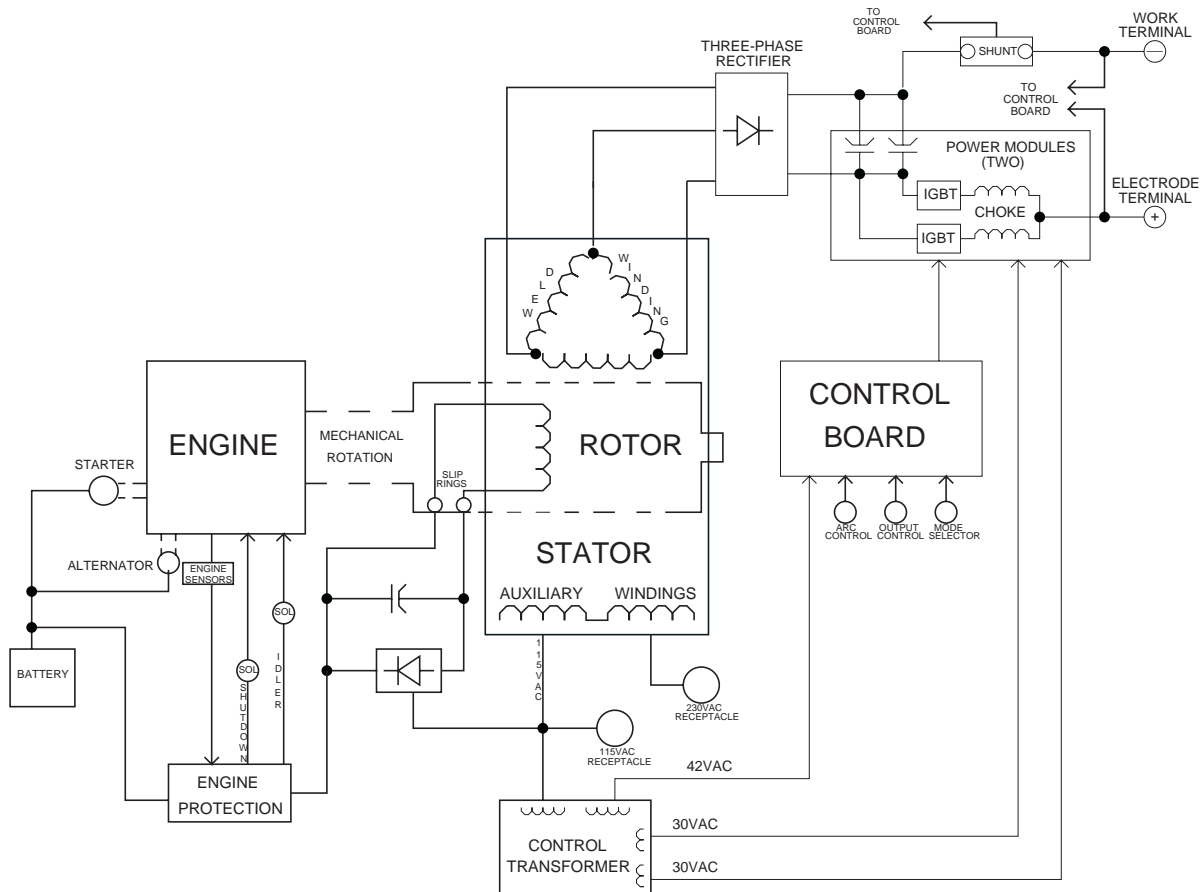 TO
CONTROL
BOARD
WORK
TERMINAL
−
SHUNT
THREE-PHASE
RECTIFIER
TO
CONTROL
BOARD
POWER MODULES
(TWO)
ELECTRODE
TERMINAL
+
IGBT
CHOKE
IGBT
WELD
WINDING
ENGINE
MECHANICAL
ROTATION
SLIP
RINGS
ROTOR
CONTROL
BOARD
STARTER
ARC
CONTROL
OUTPUT
CONTROL
MODE
SELECTOR
STATOR
ALTERNATOR
ENGINE
SENSORS
AUXILIARY WINDINGS
SOL
IDLER
BATTERY
SOL
SHUTDOWN
115VAC
230VAC
RECEPTACLE
115VAC
RECEPTACLE
42VAC
ENGINE
PROTECTION
30VAC
CONTROL
TRANSFORMER
30VAC